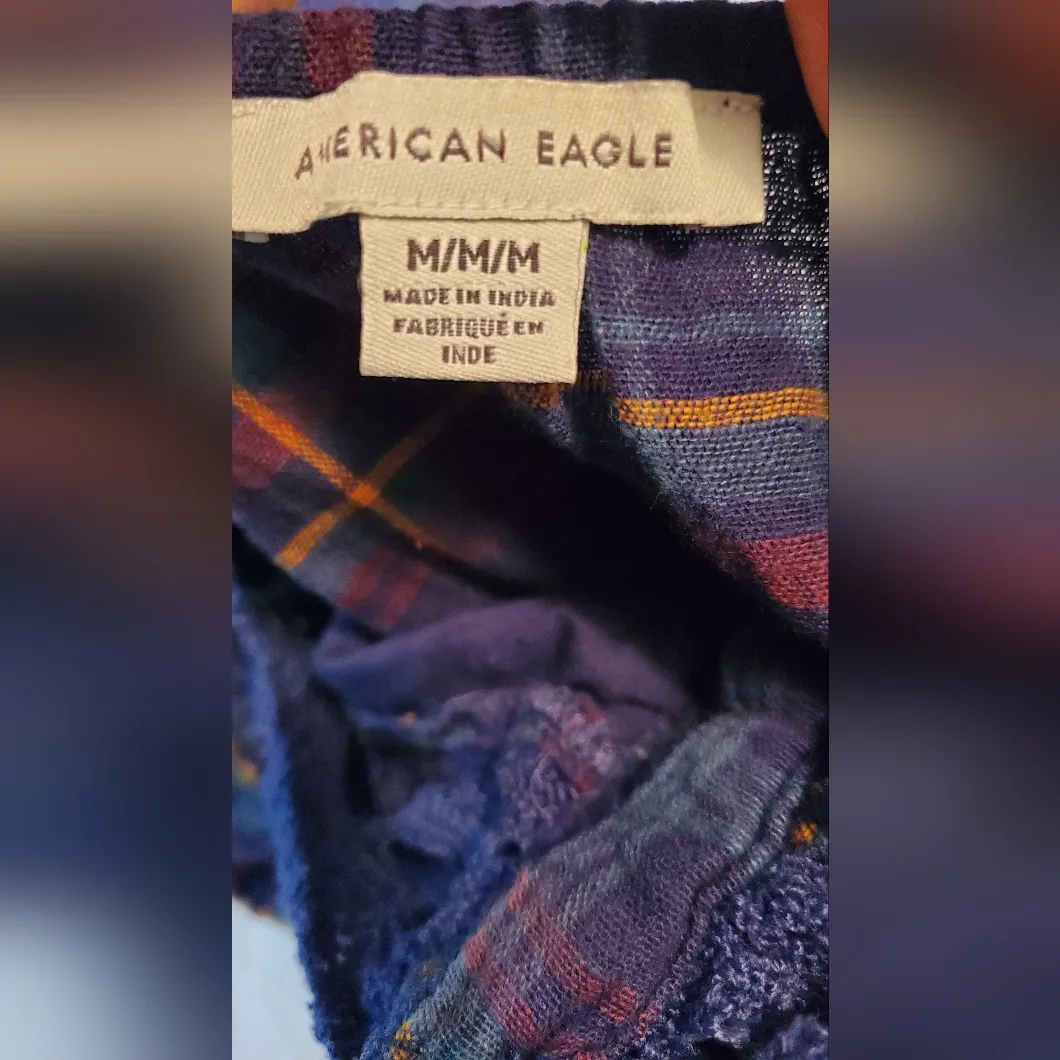 AMERICAN EAGLE
M/M/M
MADE IN INDIA
FABRIQUÉ EN
INDE